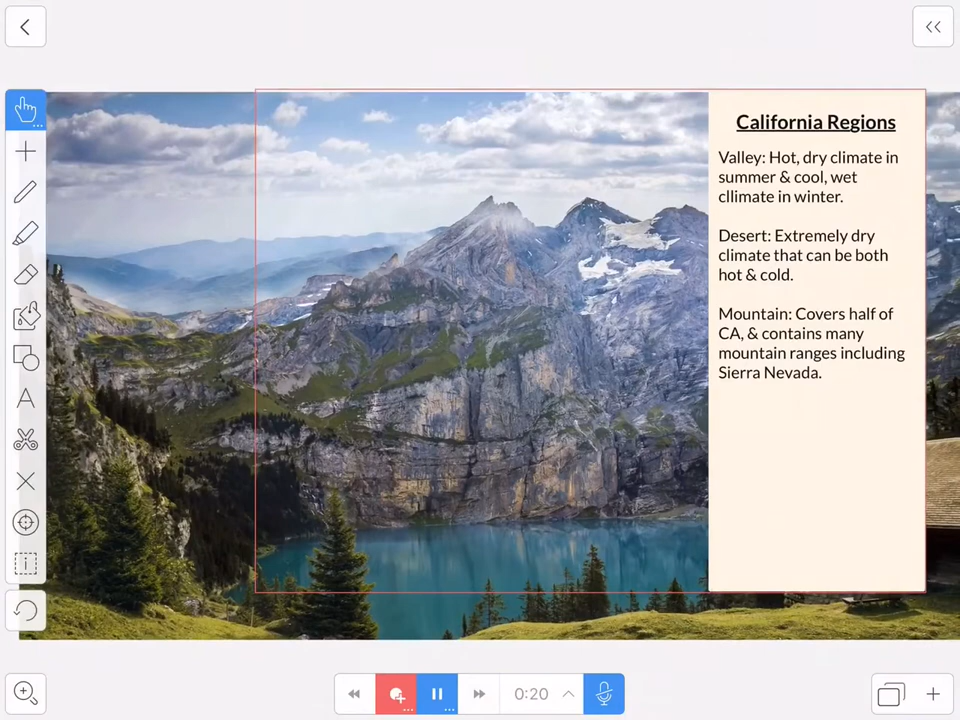 California Regions
Valley: Hot, dry climate in
summer & cool, wet
cllimate in winter.
Desert: Extremely dry
climate that can be both
hot & cold.
Mountain: Covers half of
CA, & contains many
mountain ranges including
Sierra Nevada.
0:20